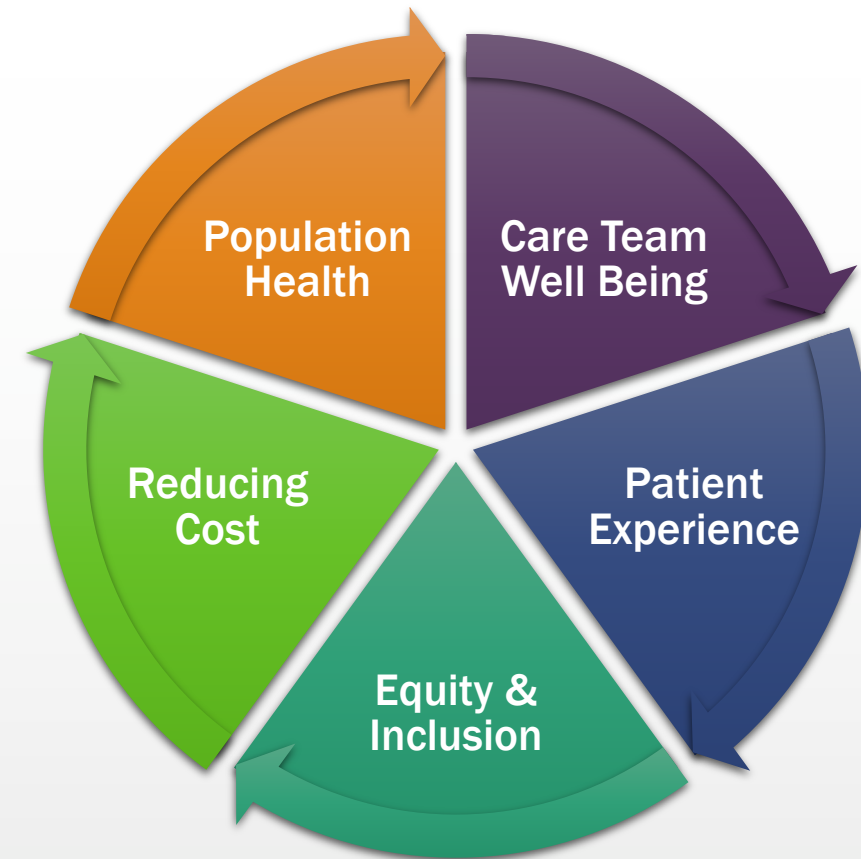 Population
Health
Care Team
Well Being
Reducing
Cost
Patient
Experience
Equity &
Inclusion